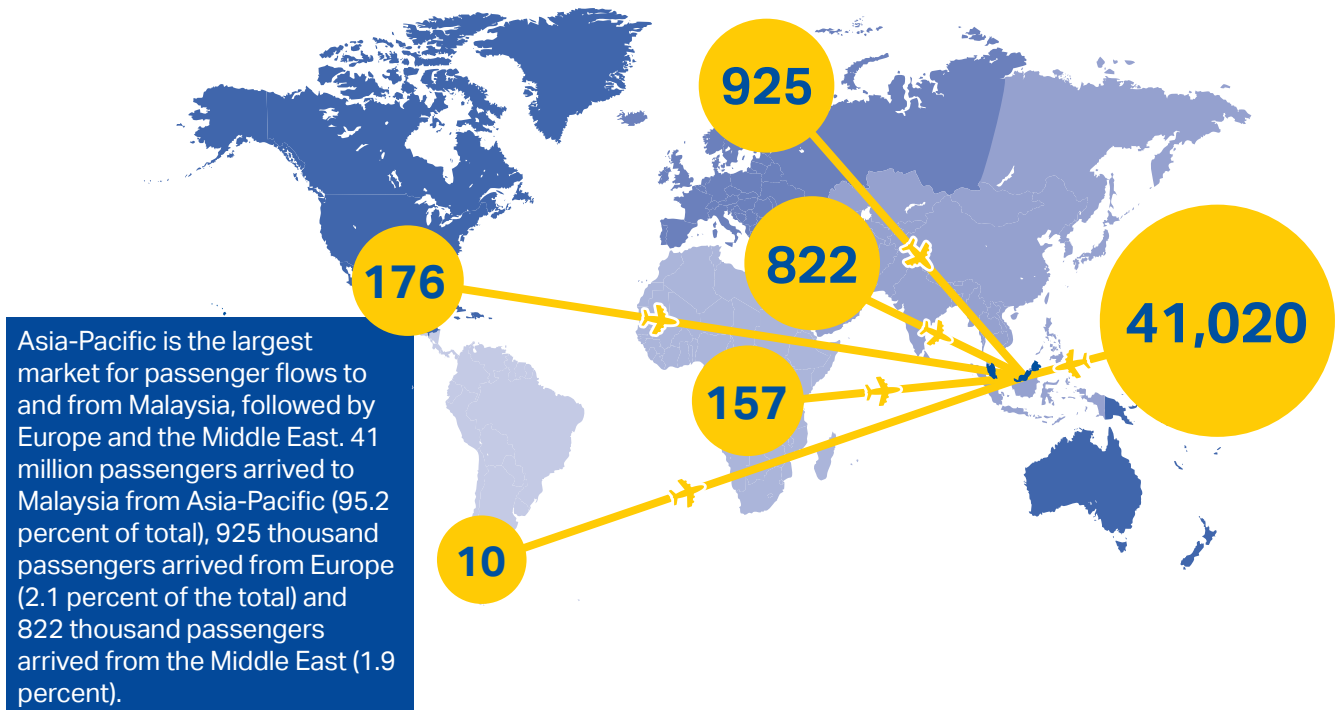 925
822
176
41,020
157
10
Asia-Pacific is the largest
market for passenger flows to
and from Malaysia, followed by
Europe and the Middle East. 41
million passengers arrived to
Malaysia from Asia-Pacific (95.2
percent of total), 925 thousand
passengers arrived from Europe
(2.1 percent of the total) and
822 thousand passengers
arrived from the Middle East (1.9
percent).